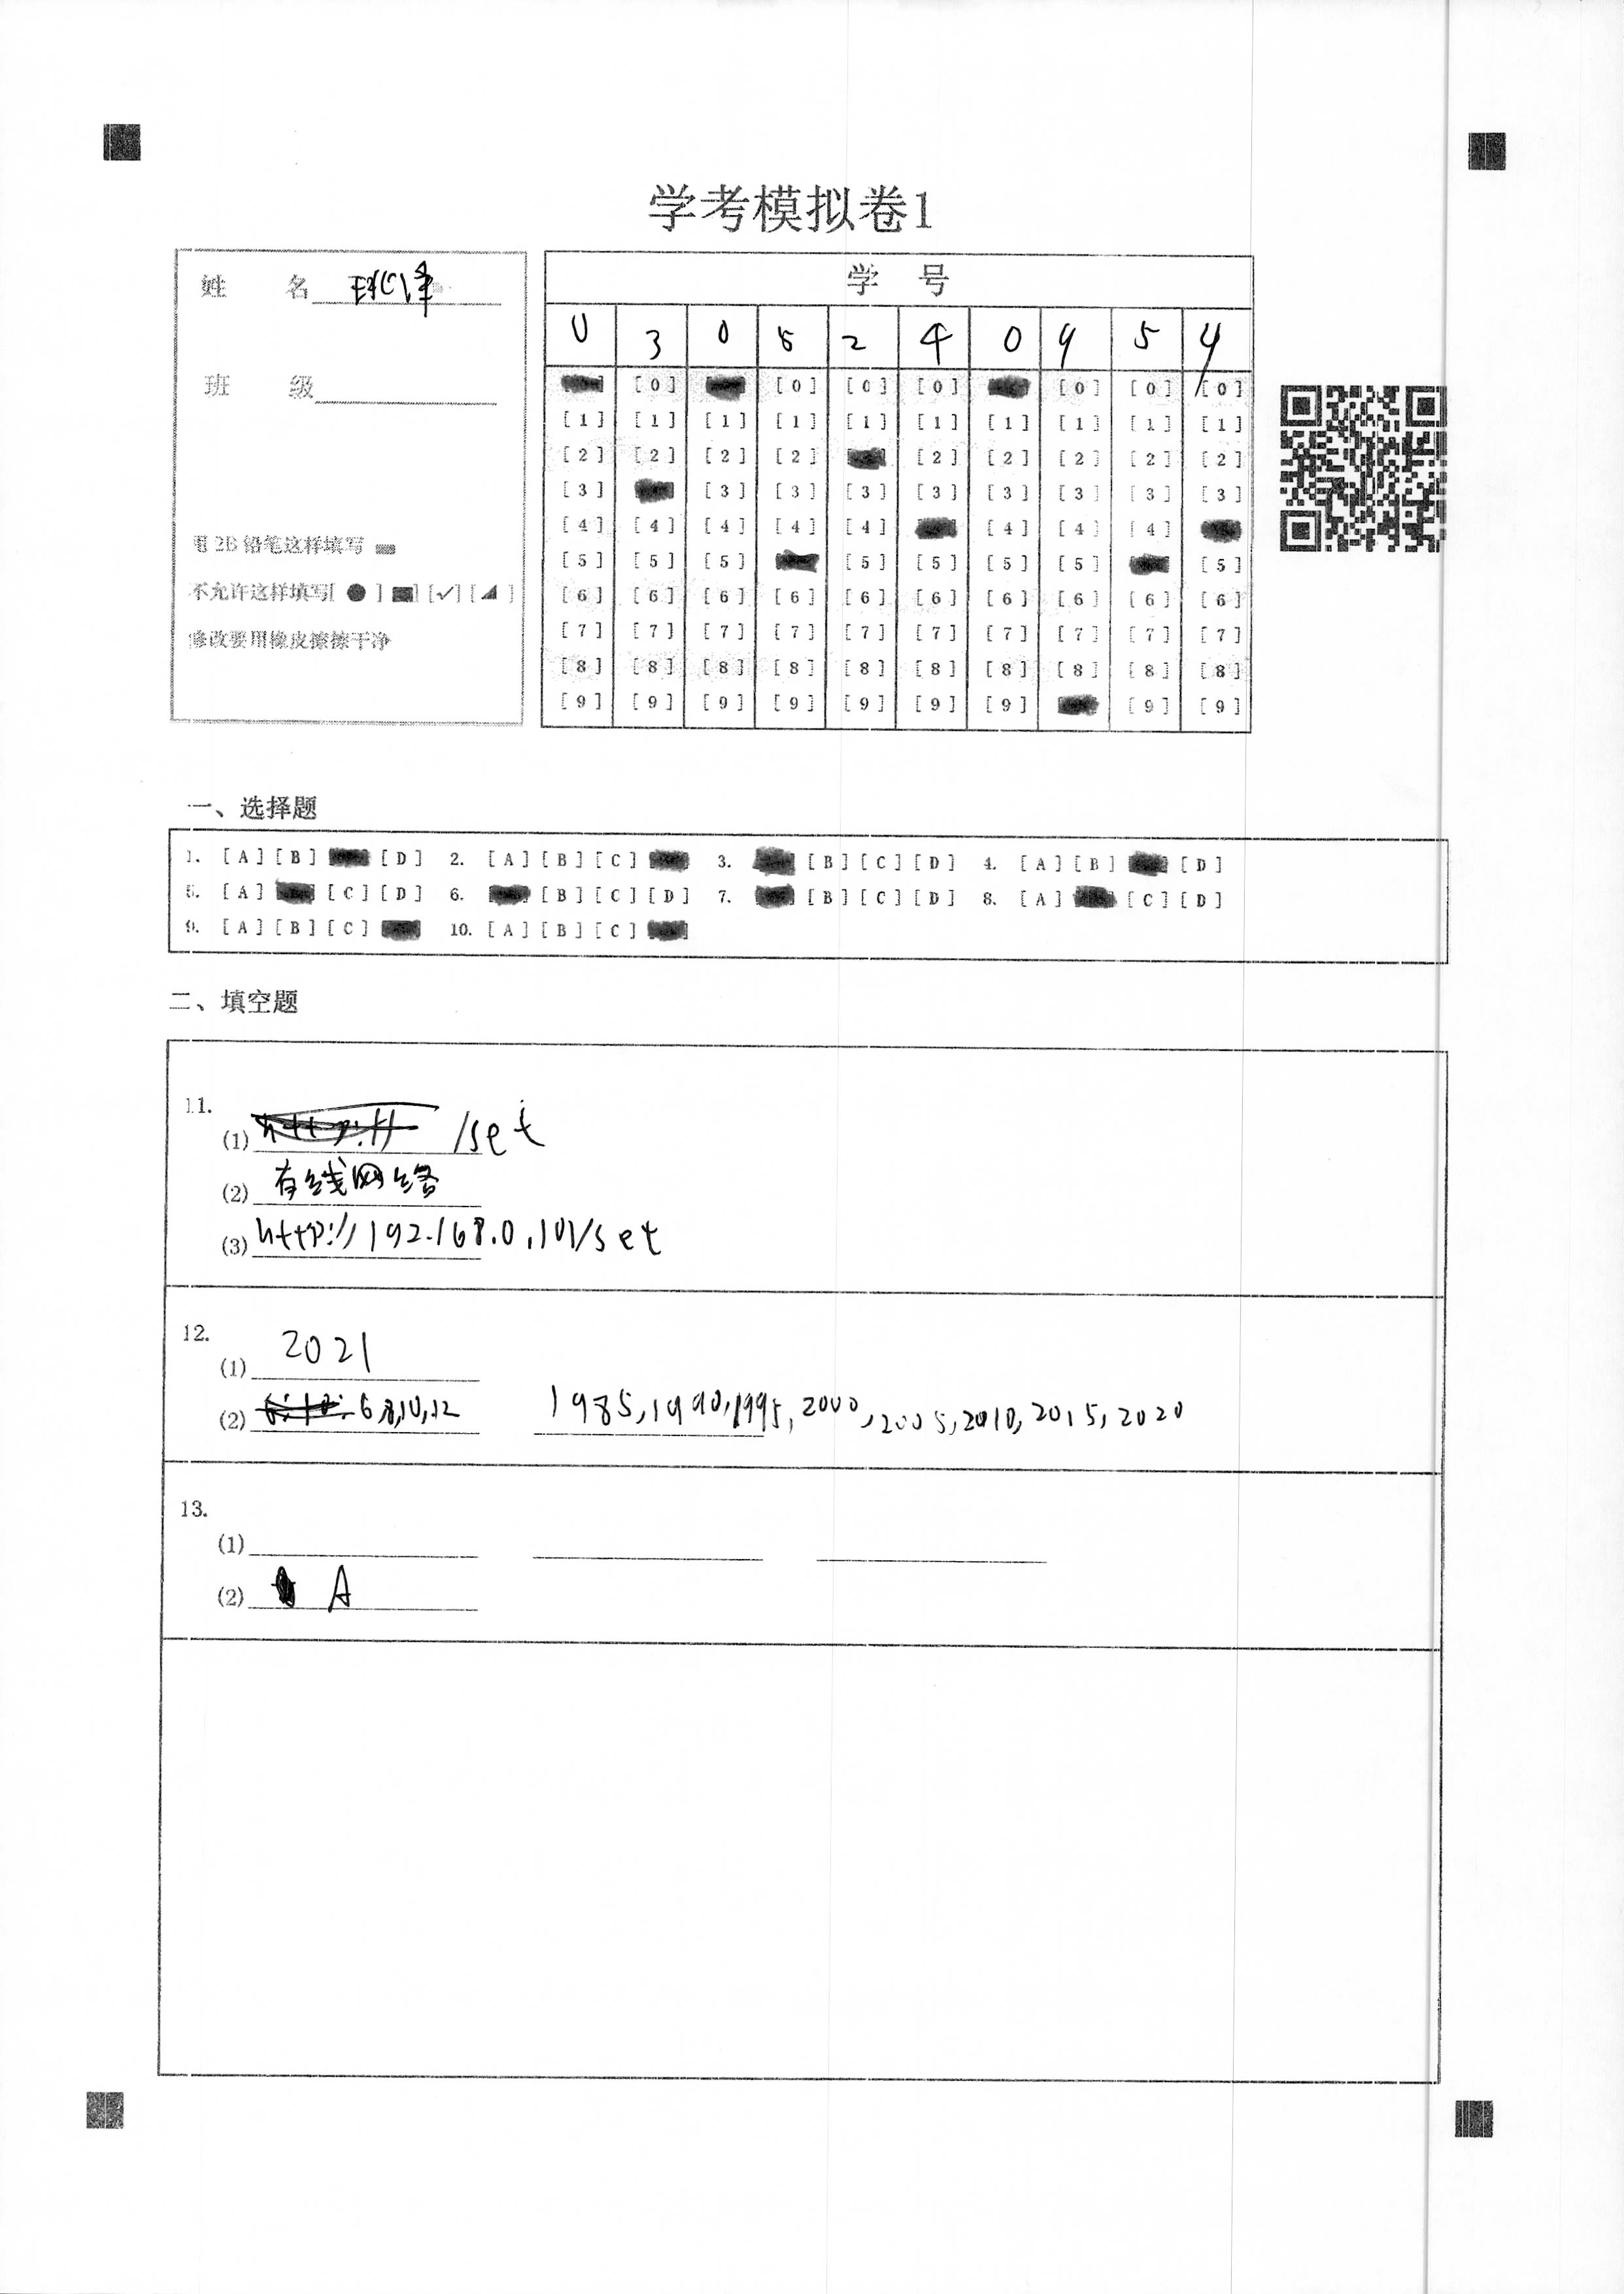 学考模拟卷1
姓 名
学 号
0 3 0 5 2 4 0 9 5 4
班 级
[0] [0] [0] [0] [0] [0] [0]
[1] [1] [1] [1] [1] [1] [1] [1] [1] [1]
[2] [2] [2] [2] [2] [2] [2] [2] [2]
[3] [3] [3] [3] [3] [3] [3] [3] [3]
[4] [4] [4] [4] [4] [4] [4] [4]
[5] [5] [5] [5] [5] [5] [5] [5]
[6] [6] [6] [6] [6] [6] [6] [6] [6] [6]
[7] [7] [7] [7] [7] [7] [7] [7] [7] [7]
[8] [8] [8] [8] [8] [8] [8] [8] [8] [8]
[9] [9] [9] [9] [9] [9] [9] [9] [9]
用2B铅笔这样填写
不允许这样填写[●] [■] [✓] [◢]
修改要用橡皮擦擦干净
一、选择题
1. [A] [B] [D] 2. [A] [B] [C] 3. [B] [C] [D] 4. [A] [B] [D]
5. [A] [C] [D] 6. [B] [C] [D] 7. [B] [C] [D] 8. [A] [C] [D]
9. [A] [B] [C] 10. [A] [B] [C]
二、填空题
11.
(1) /set
(2) 有线网络
(3) http://192.168.0.101/set
12.
(1) 2021
(2) 6,8,10,12 1985,1990,1995,2000,2005,2010,2015,2020
13.
(1)
(2) A